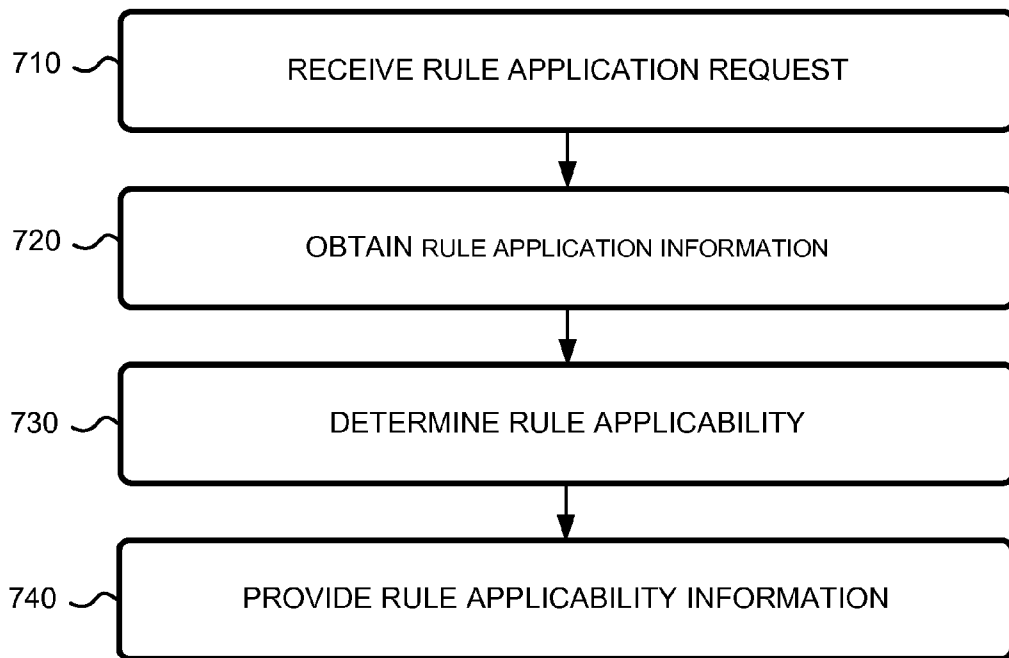 710 RECEIVE RULE APPLICATION REQUEST
720 OBTAIN RULE APPLICATION INFORMATION
730 DETERMINE RULE APPLICABILITY
740 PROVIDE RULE APPLICABILITY INFORMATION